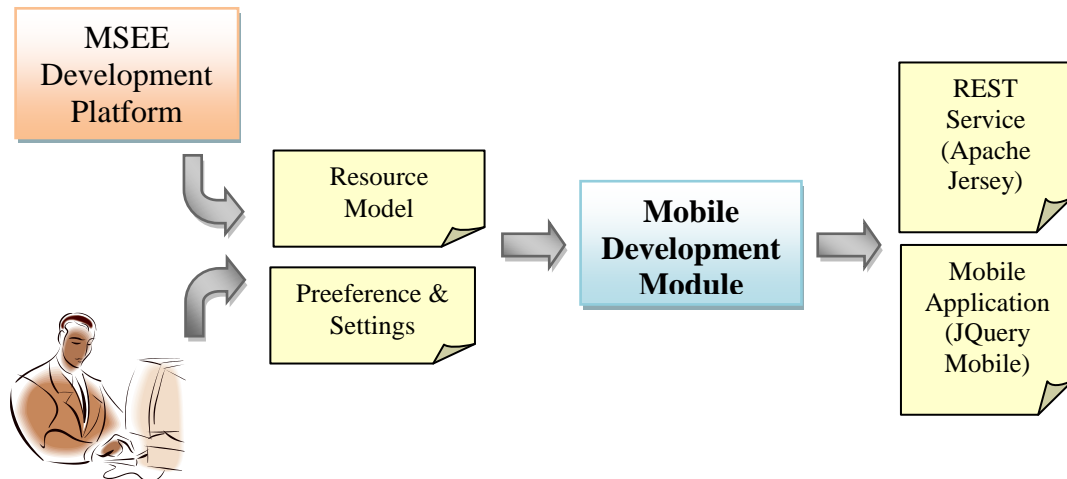 MSEE
Development
Platform
Resource
Model
Preeference &
Settings
Mobile
Development
Module
REST
Service
(Apache
Jersey)
Mobile
Application
(JQuery
Mobile)